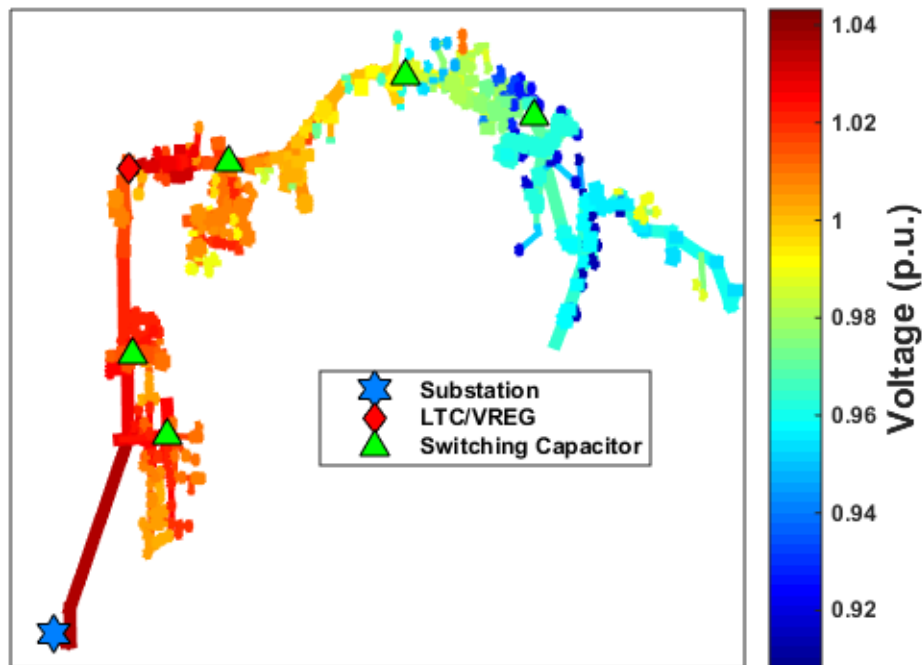 1.04
1.02
1
0.98
0.96
0.94
0.92
Voltage (p.u.)
Substation
LTC/VREG
Switching Capacitor